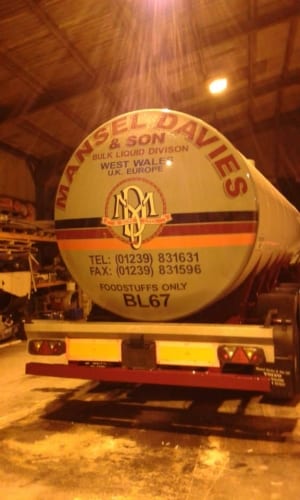 MANSEL DAVIES
& SON
BULK LIQUID DIVISON
WEST WALES
U.K. EUROPE
TEL: (01239) 831631
FAX: (01239) 831596
FOODSTUFFS ONLY
BL67